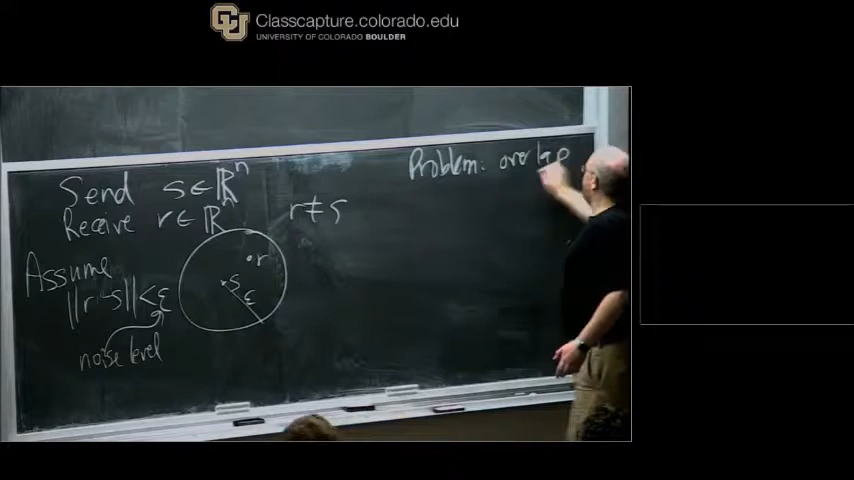 Classcapture.colorado.edu
UNIVERSITY OF COLORADO BOULDER
Send s ∈ ℝⁿ
Receive r ∈ ℝⁿ
r ≠ s
Assume
||r - s|| < ε
noise level
r
s
ε
Problem: overlap